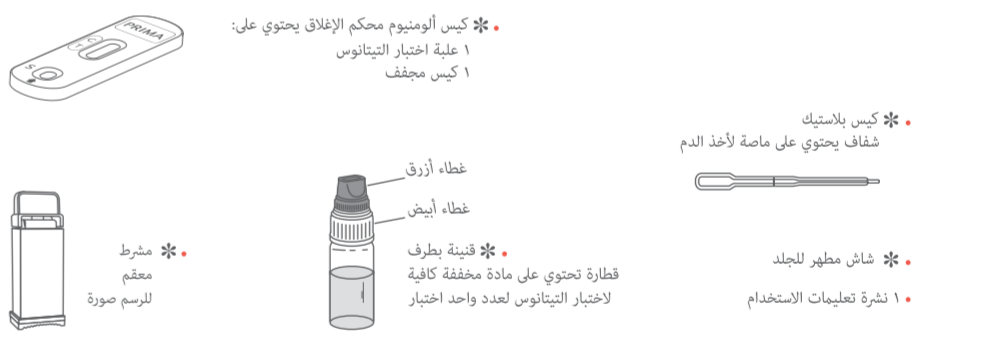 * كيس ألومنيوم محكم الإغلاق يحتوي على:
١ علبة اختبار التيتانوس
١ كيس مجفف
PRIMA
C
T
S
* كيس بلاستيك
شفاف يحتوي على ماصة لأخذ الدم
غطاء أزرق
غطاء أبيض
* قنينة بطرف
قطارة تحتوي على مادة مخففة كافية
لاختبار التيتانوس لعدد واحد اختبار
* مشرط
معقم
للرسم صورة
* شاش مطهر للجلد
• ١ نشرة تعليمات الاستخدام